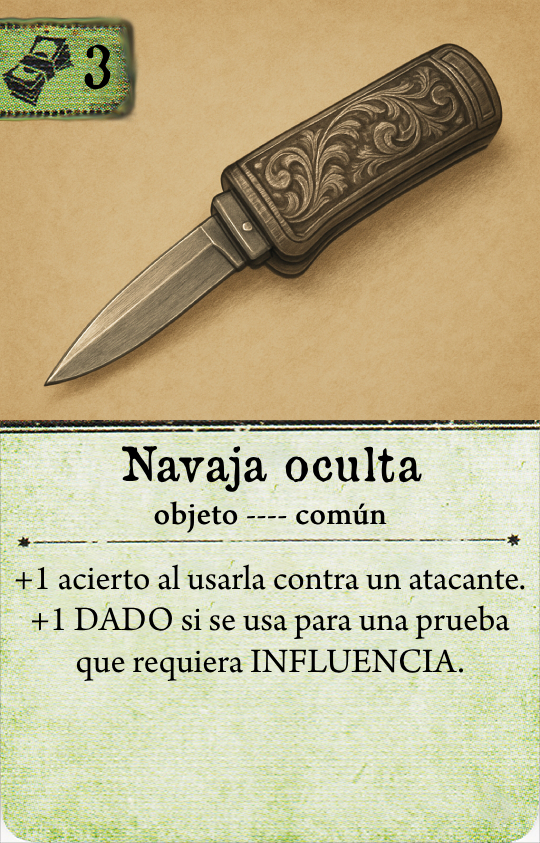 3
Navaja oculta
objeto ---- común
+1 acierto al usarla contra un atacante.
+1 DADO si se usa para una prueba
que requiera INFLUENCIA.